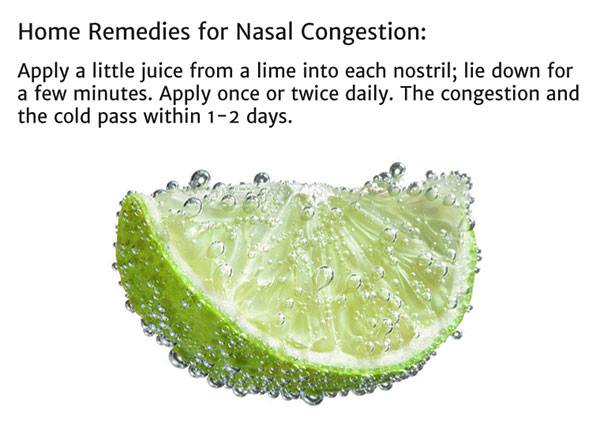 Home Remedies for Nasal Congestion:
Apply a little juice from a lime into each nostril; lie down for
a few minutes. Apply once or twice daily. The congestion and
the cold pass within 1-2 days.